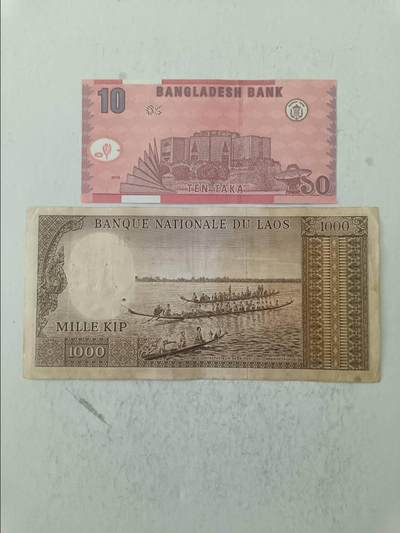 10 BANGLADESH BANK
TEN TAKA
BANQUE NATIONALE DU LAOS 1000
MILLE KIP
1000